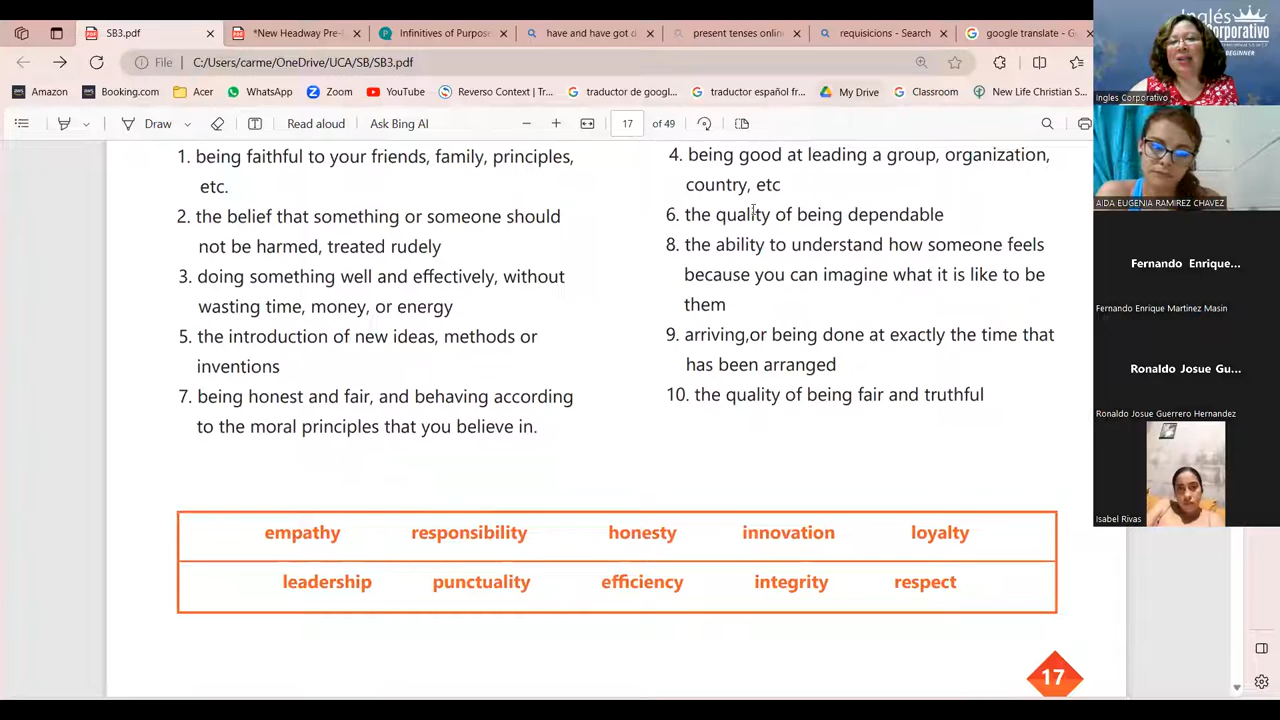 SB3.pdf
*New Headway Pre-I
Infinitives of Purpose
have and have got d
present tenses onlin
requisicions - Search
google translate - G
File
C:/Users/carme/OneDrive/UCA/SB/SB3.pdf
Amazon
Booking.com
Acer
WhatsApp
Zoom
YouTube
Reverso Context | Tr
traductor de googl...
traductor español fr...
My Drive
Classroom
New Life Christian S...
Draw
Read aloud
Ask Bing AI
17
of 49
1. being faithful to your friends, family, principles,
etc.
2. the belief that something or someone should
not be harmed, treated rudely
3. doing something well and effectively, without
wasting time, money, or energy
5. the introduction of new ideas, methods or
inventions
7. being honest and fair, and behaving according
to the moral principles that you believe in.
4. being good at leading a group, organization,
country, etc
6. the quality of being dependable
8. the ability to understand how someone feels
because you can imagine what it is like to be
them
9. arriving,or being done at exactly the time that
has been arranged
10. the quality of being fair and truthful
empathy responsibility honesty innovation loyalty
leadership punctuality efficiency integrity respect
17
Inglés
Corporativo
BEGINNER
Ingles Corporativo
AIDA EUGENIA RAMIREZ CHAVEZ
Fernando Enrique...
Fernando Enrique Martinez Masin
Ronaldo Josue Gu...
Ronaldo Josue Guerrero Hernandez
Isabel Rivas